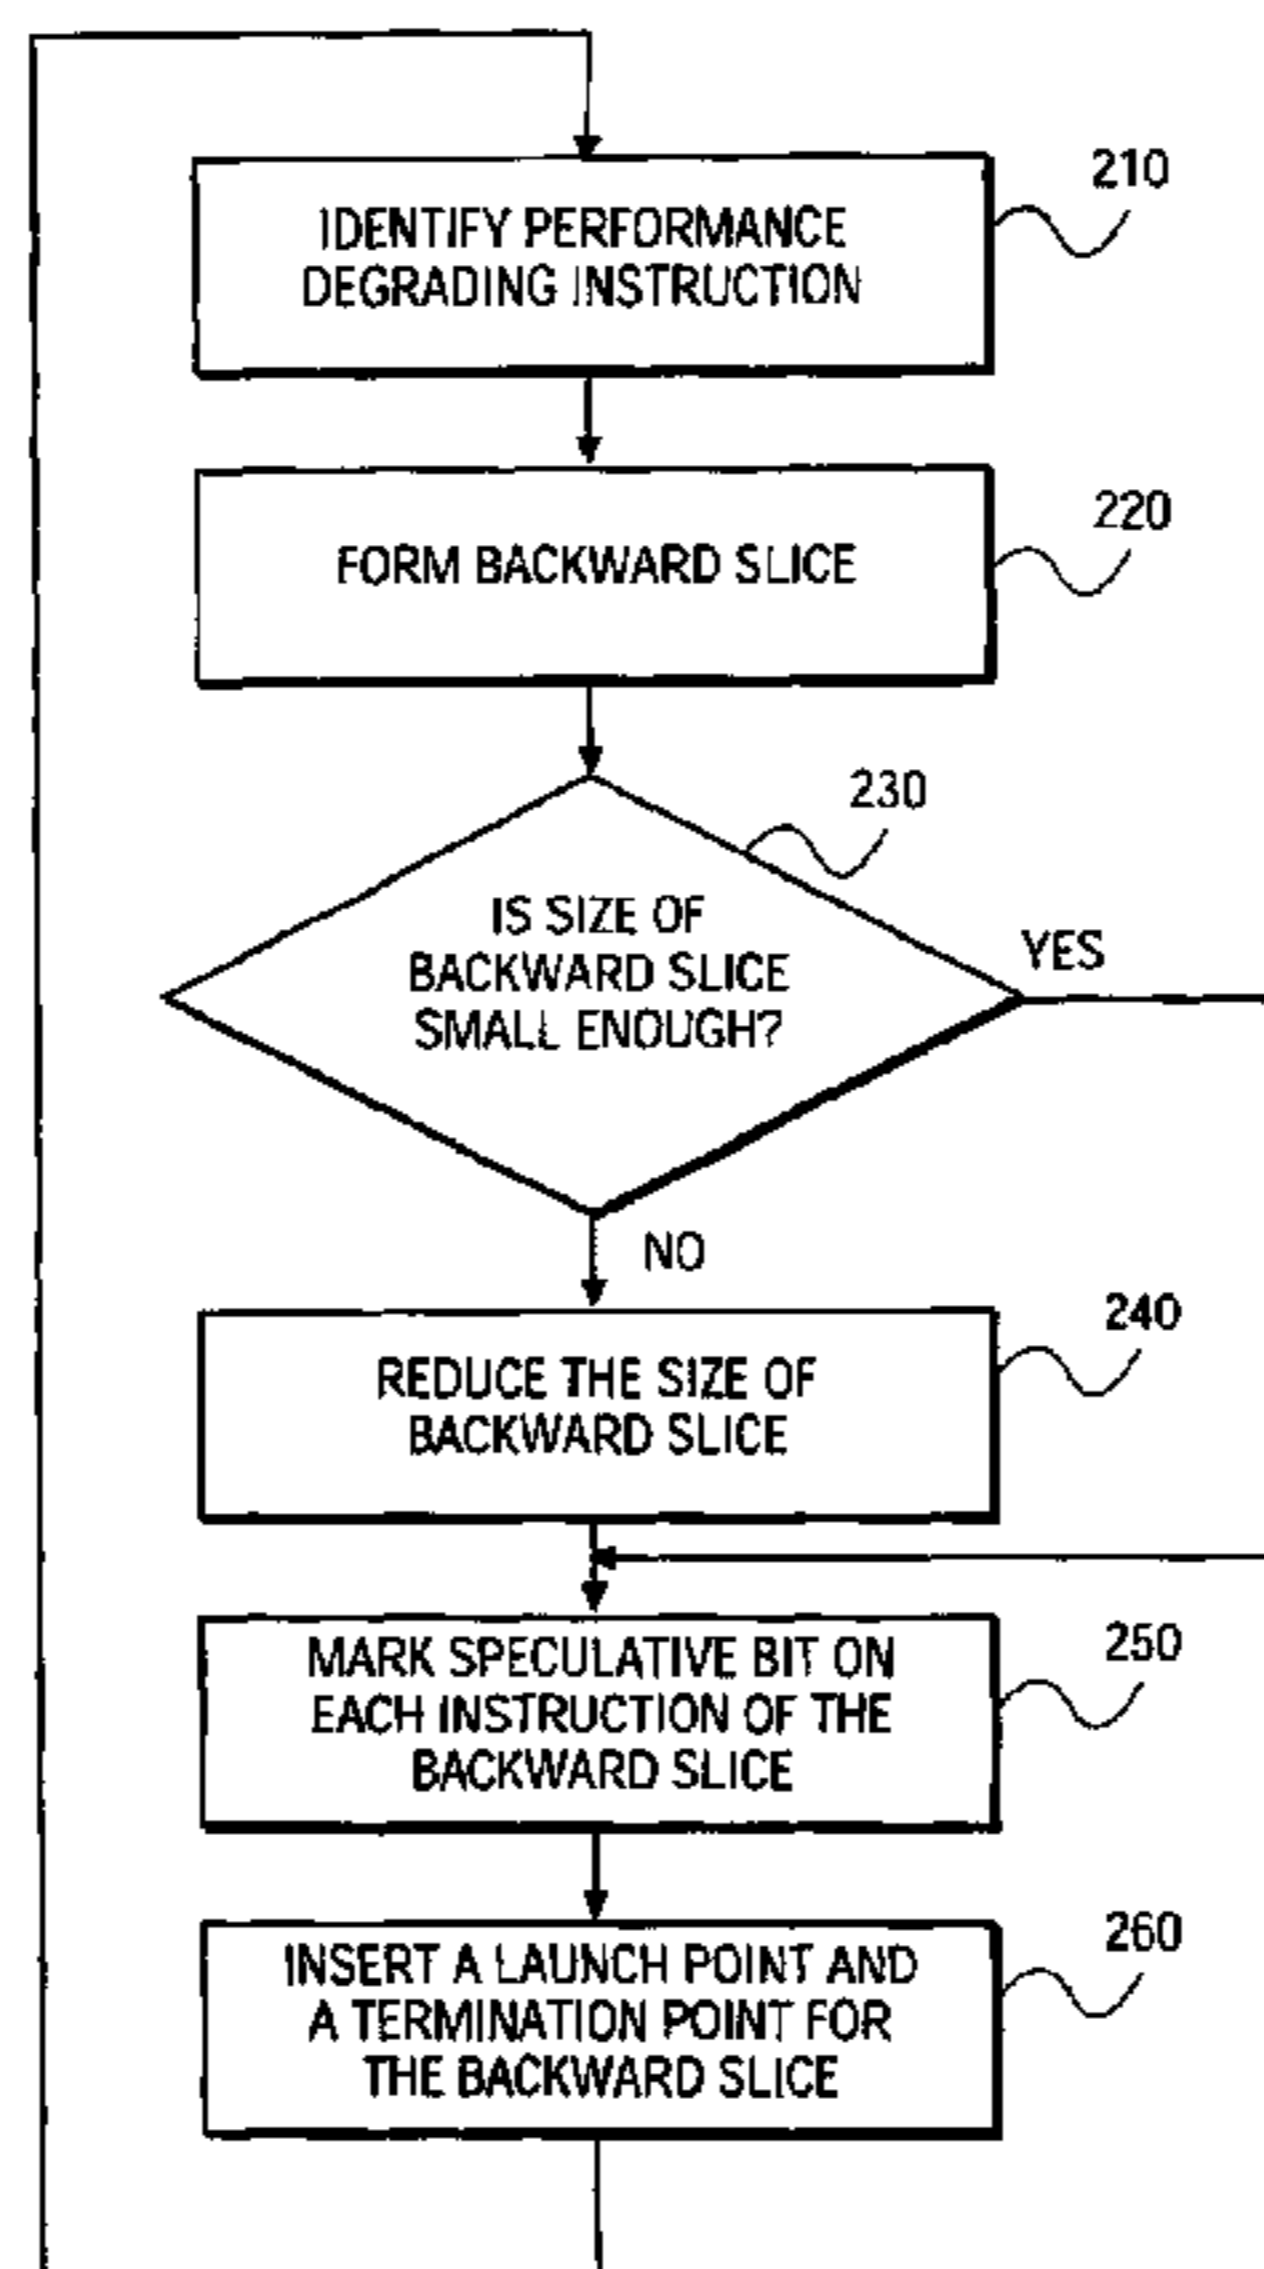 210
IDENTIFY PERFORMANCE
DEGRADING INSTRUCTION
220
FORM BACKWARD SLICE
230
IS SIZE OF
BACKWARD SLICE
SMALL ENOUGH?
YES
NO
240
REDUCE THE SIZE OF
BACKWARD SLICE
250
MARK SPECULATIVE BIT ON
EACH INSTRUCTION OF THE
BACKWARD SLICE
260
INSERT A LAUNCH POINT AND
A TERMINATION POINT FOR
THE BACKWARD SLICE